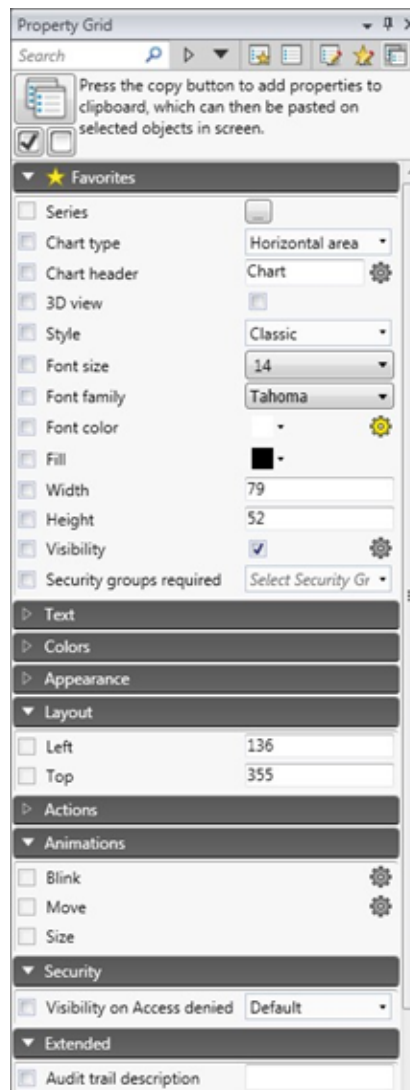 Property Grid
Search
Press the copy button to add properties to
clipboard, which can then be pasted on
selected objects in screen.
Favorites
Series ...
Chart type Horizontal area
Chart header Chart
3D view
Style Classic
Font size 14
Font family Tahoma
Font color
Fill
Width 79
Height 52
Visibility
Security groups required Select Security Gr
Text
Colors
Appearance
Layout
Left 136
Top 355
Actions
Animations
Blink
Move
Size
Security
Visibility on Access denied Default
Extended
Audit trail description